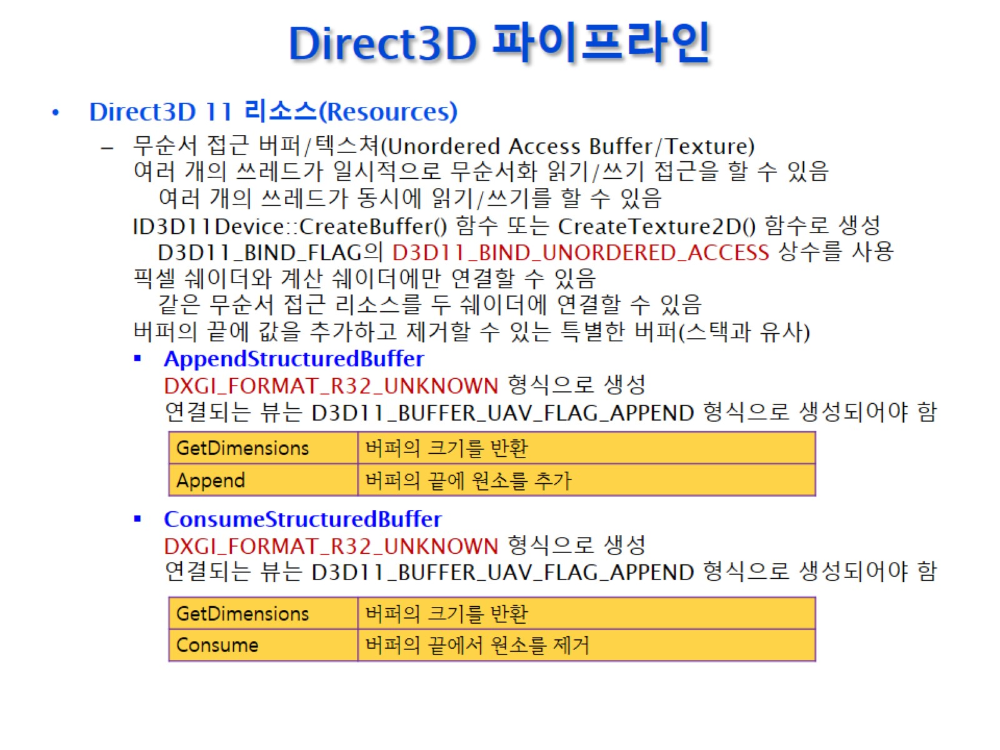 Direct3D 파이프라인
• Direct3D 11 리소스(Resources)
– 무순서 접근 버퍼/텍스쳐(Unordered Access Buffer/Texture)
여러 개의 쓰레드가 일시적으로 무순서화 읽기/쓰기 접근을 할 수 있음
여러 개의 쓰레드가 동시에 읽기/쓰기를 할 수 있음
ID3D11Device::CreateBuffer() 함수 또는 CreateTexture2D() 함수로 생성
D3D11_BIND_FLAG의 D3D11_BIND_UNORDERED_ACCESS 상수를 사용
픽셀 쉐이더와 계산 쉐이더에만 연결할 수 있음
같은 무순서 접근 리소스를 두 쉐이더에 연결할 수 있음
버퍼의 끝에 값을 추가하고 제거할 수 있는 특별한 버퍼(스택과 유사)
▪ AppendStructuredBuffer
DXGI_FORMAT_R32_UNKNOWN 형식으로 생성
연결되는 뷰는 D3D11_BUFFER_UAV_FLAG_APPEND 형식으로 생성되어야 함
GetDimensions 버퍼의 크기를 반환
Append 버퍼의 끝에 원소를 추가
▪ ConsumeStructuredBuffer
DXGI_FORMAT_R32_UNKNOWN 형식으로 생성
연결되는 뷰는 D3D11_BUFFER_UAV_FLAG_APPEND 형식으로 생성되어야 함
GetDimensions 버퍼의 크기를 반환
Consume 버퍼의 끝에서 원소를 제거